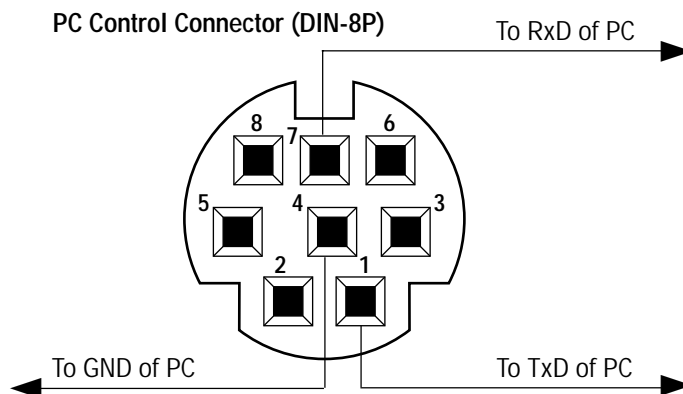 PC Control Connector (DIN-8P)
To RxD of PC
8 7 6
5 4 3
2 1
To GND of PC
To TxD of PC